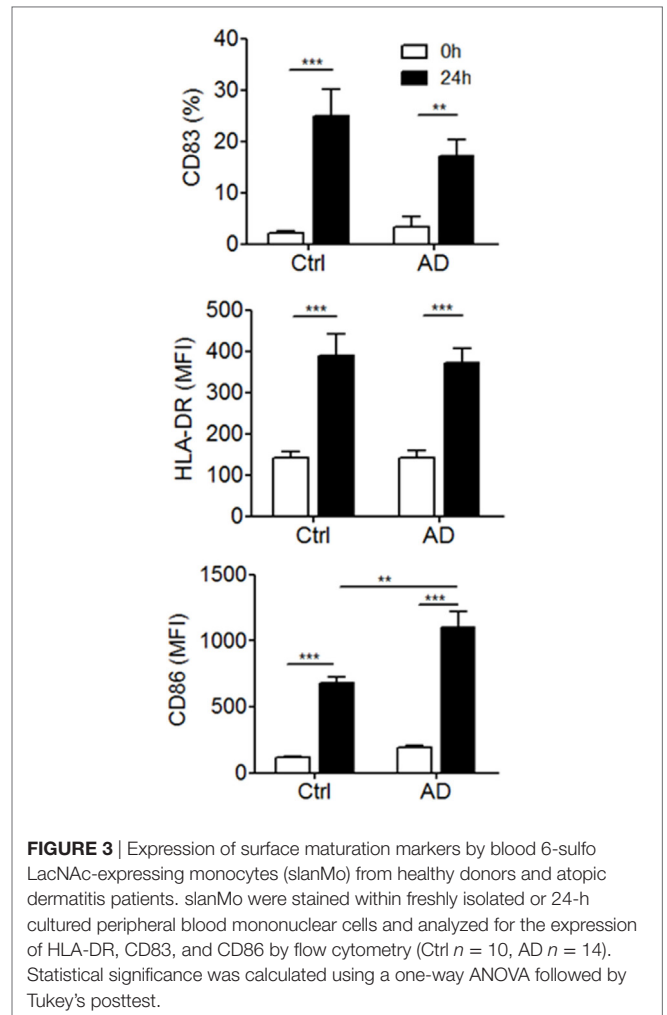 40
30
20
10
0
CD83 (%)
***
0h
24h
**
Ctrl AD
500
400
300
200
100
0
HLA-DR (MFI)
*** ***
Ctrl AD
1500
1000
500
0
CD86 (MFI)
**
***
***
Ctrl AD
FIGURE 3 | Expression of surface maturation markers by blood 6-sulfo
LacNAc-expressing monocytes (slanMo) from healthy donors and atopic
dermatitis patients. slanMo were stained within freshly isolated or 24-h
cultured peripheral blood mononuclear cells and analyzed for the expression
of HLA-DR, CD83, and CD86 by flow cytometry (Ctrl n = 10, AD n = 14).
Statistical significance was calculated using a one-way ANOVA followed by
Tukey's posttest.